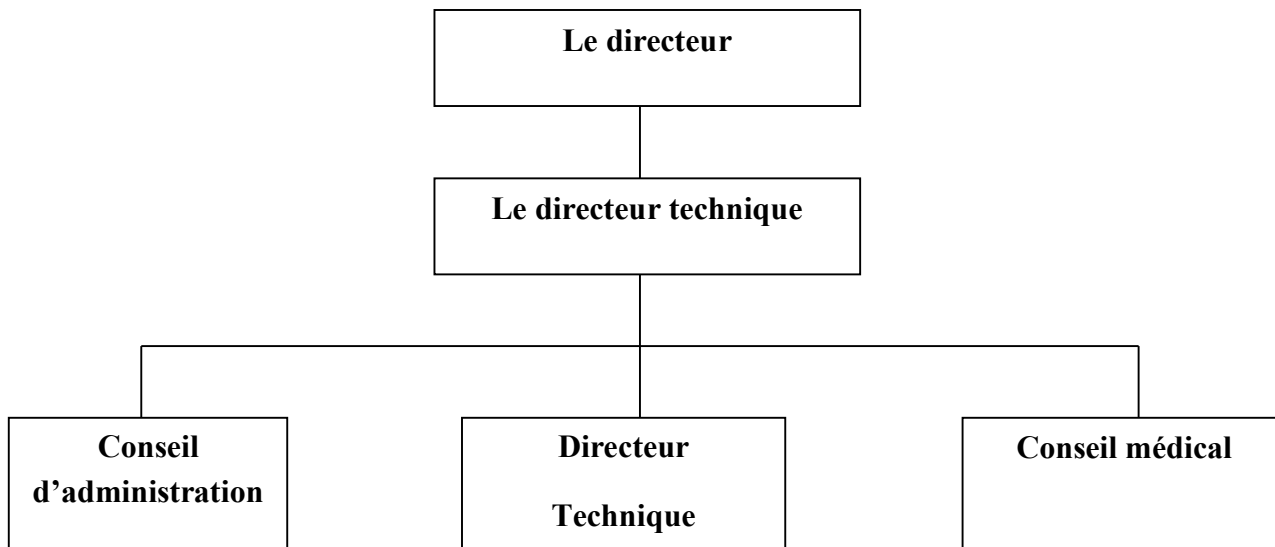 Le directeur
Le directeur technique
Conseil
d’administration
Directeur
Technique
Conseil médical